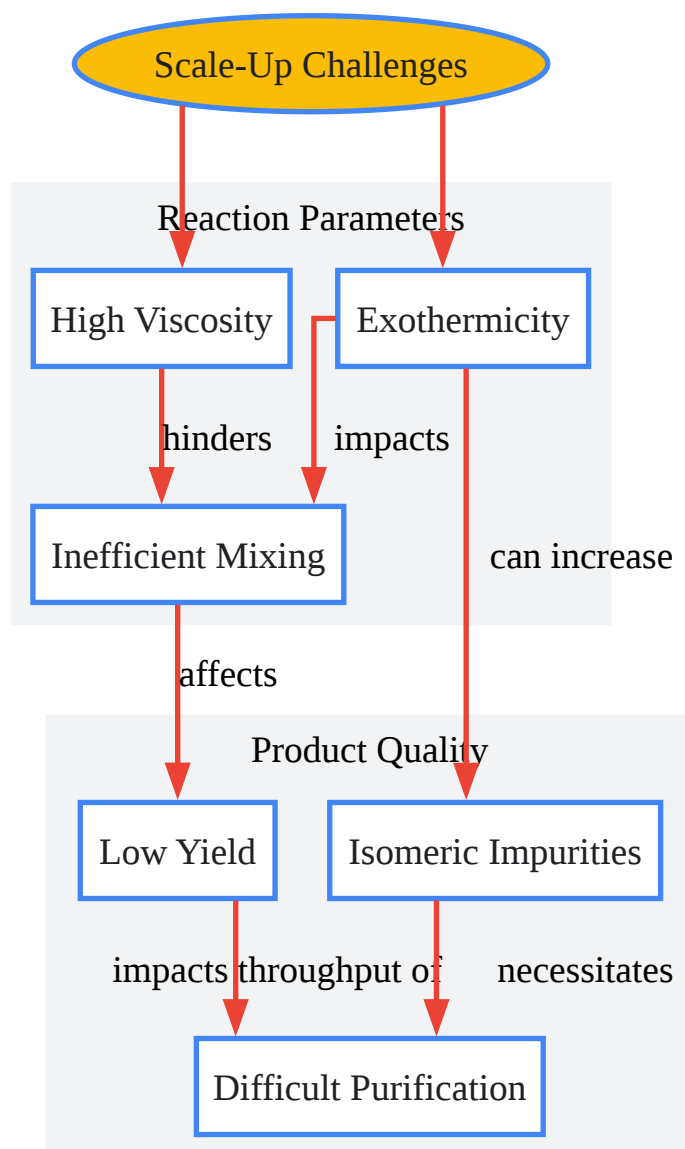 Scale-Up Challenges
Reaction Parameters
High Viscosity
Exothermicity
hinders
impacts
Inefficient Mixing
can increase
affects
Product Quality
Low Yield
Isomeric Impurities
impacts throughput of
necessitates
Difficult Purification